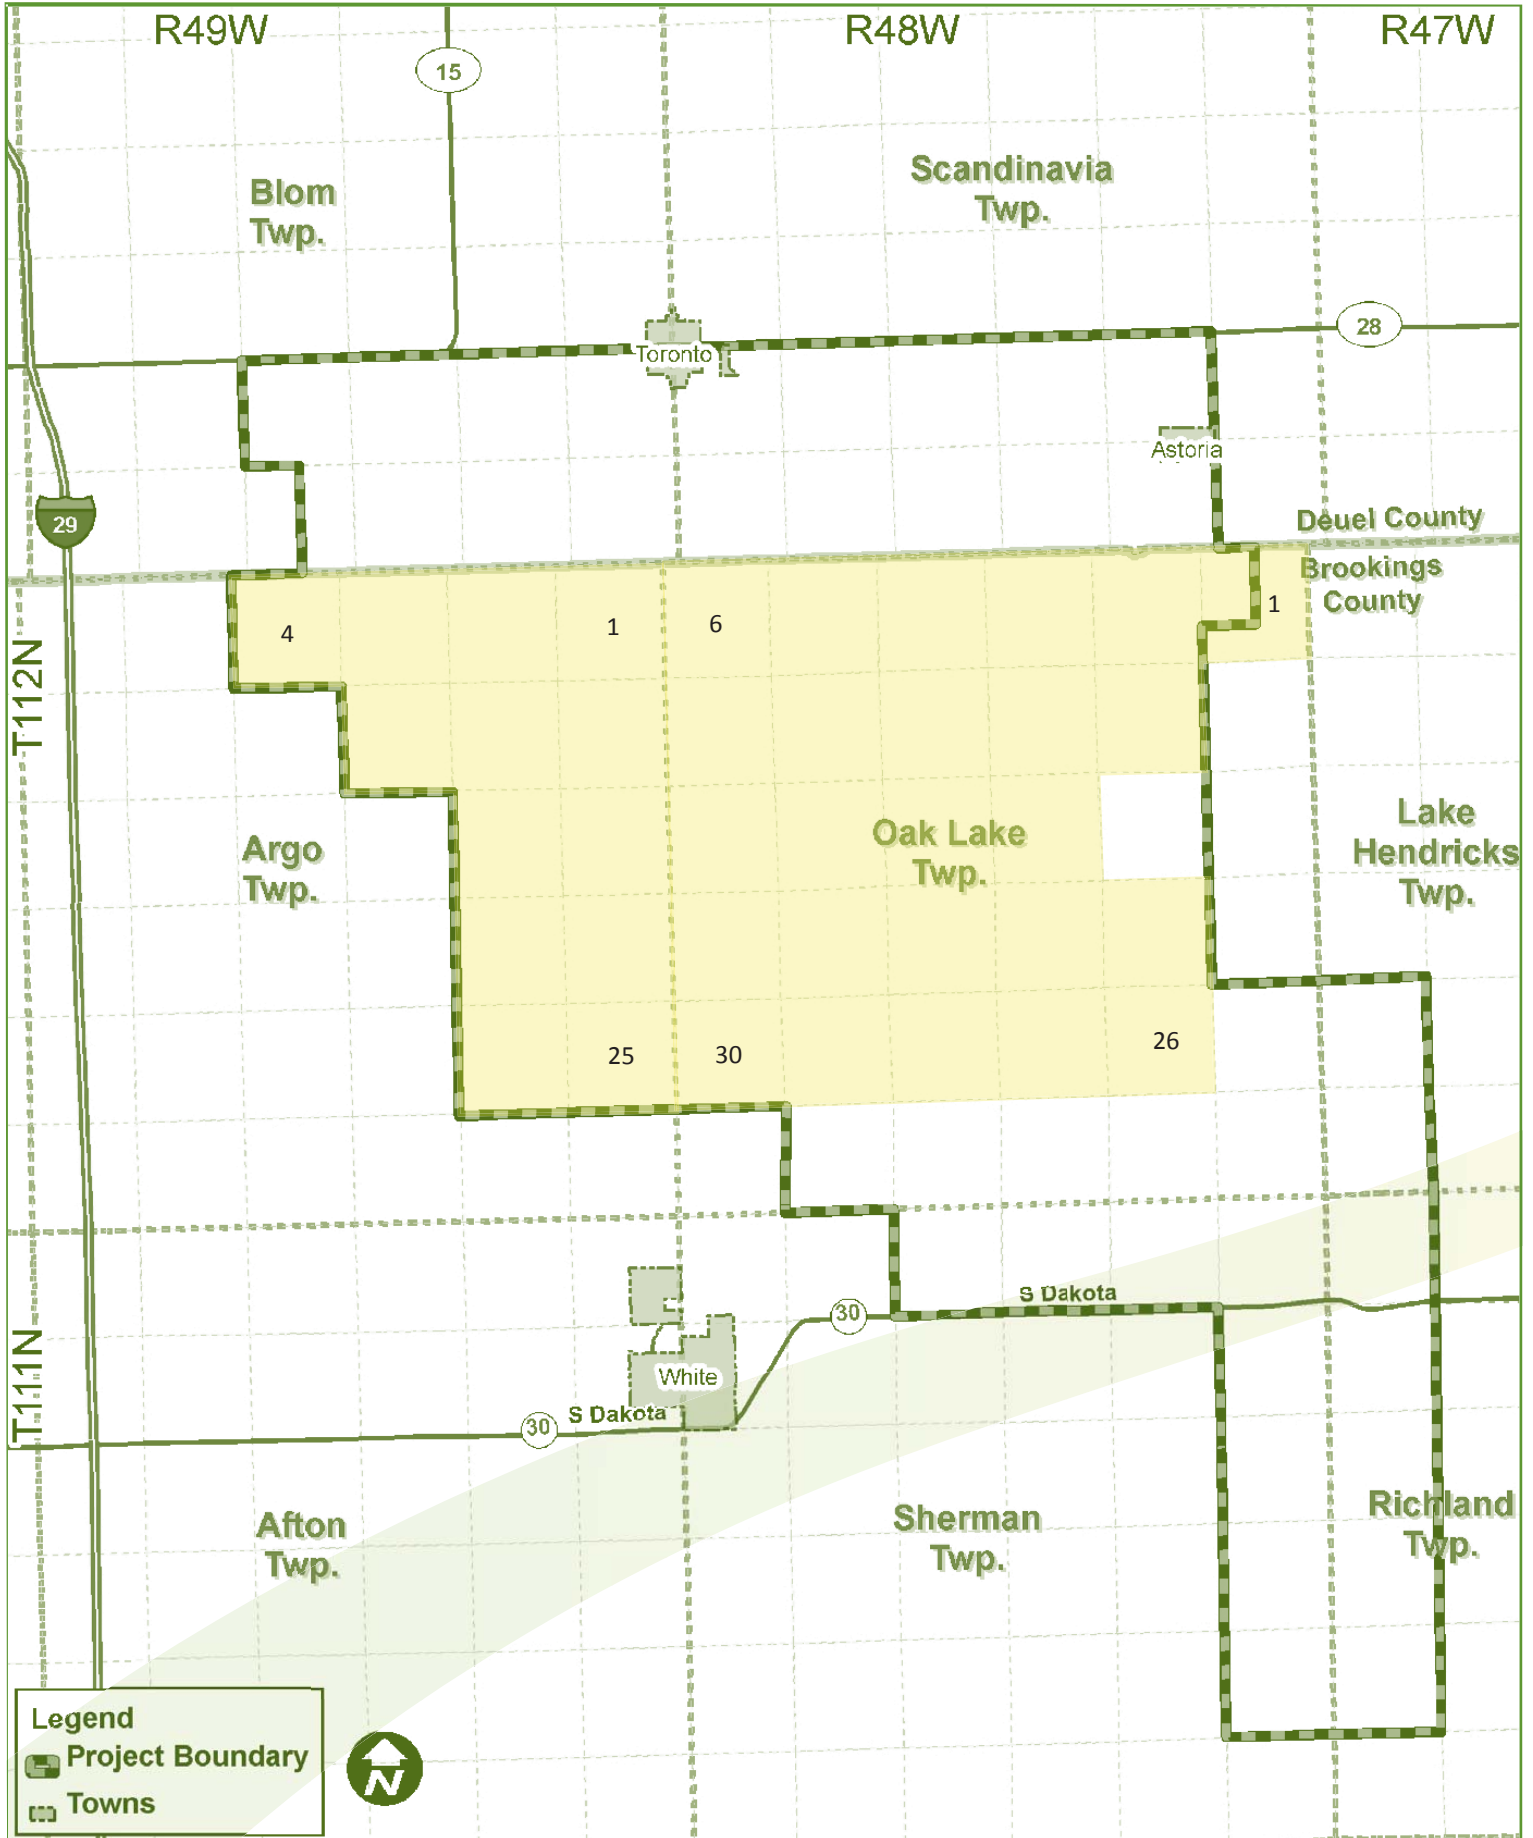 R49W
R48W
R47W
15
Blom
Twp.
Scandinavia
Twp.
28
Toronto
Astoria
29
Deuel County
Brookings
County
4
1
6
1
T112N
Argo
Twp.
Oak Lake
Twp.
Lake
Hendricks
Twp.
25
30
26
S Dakota
30
T111N
White
S Dakota
30
Afton
Twp.
Sherman
Twp.
Richland
Twp.
Legend
Project Boundary
Towns
N